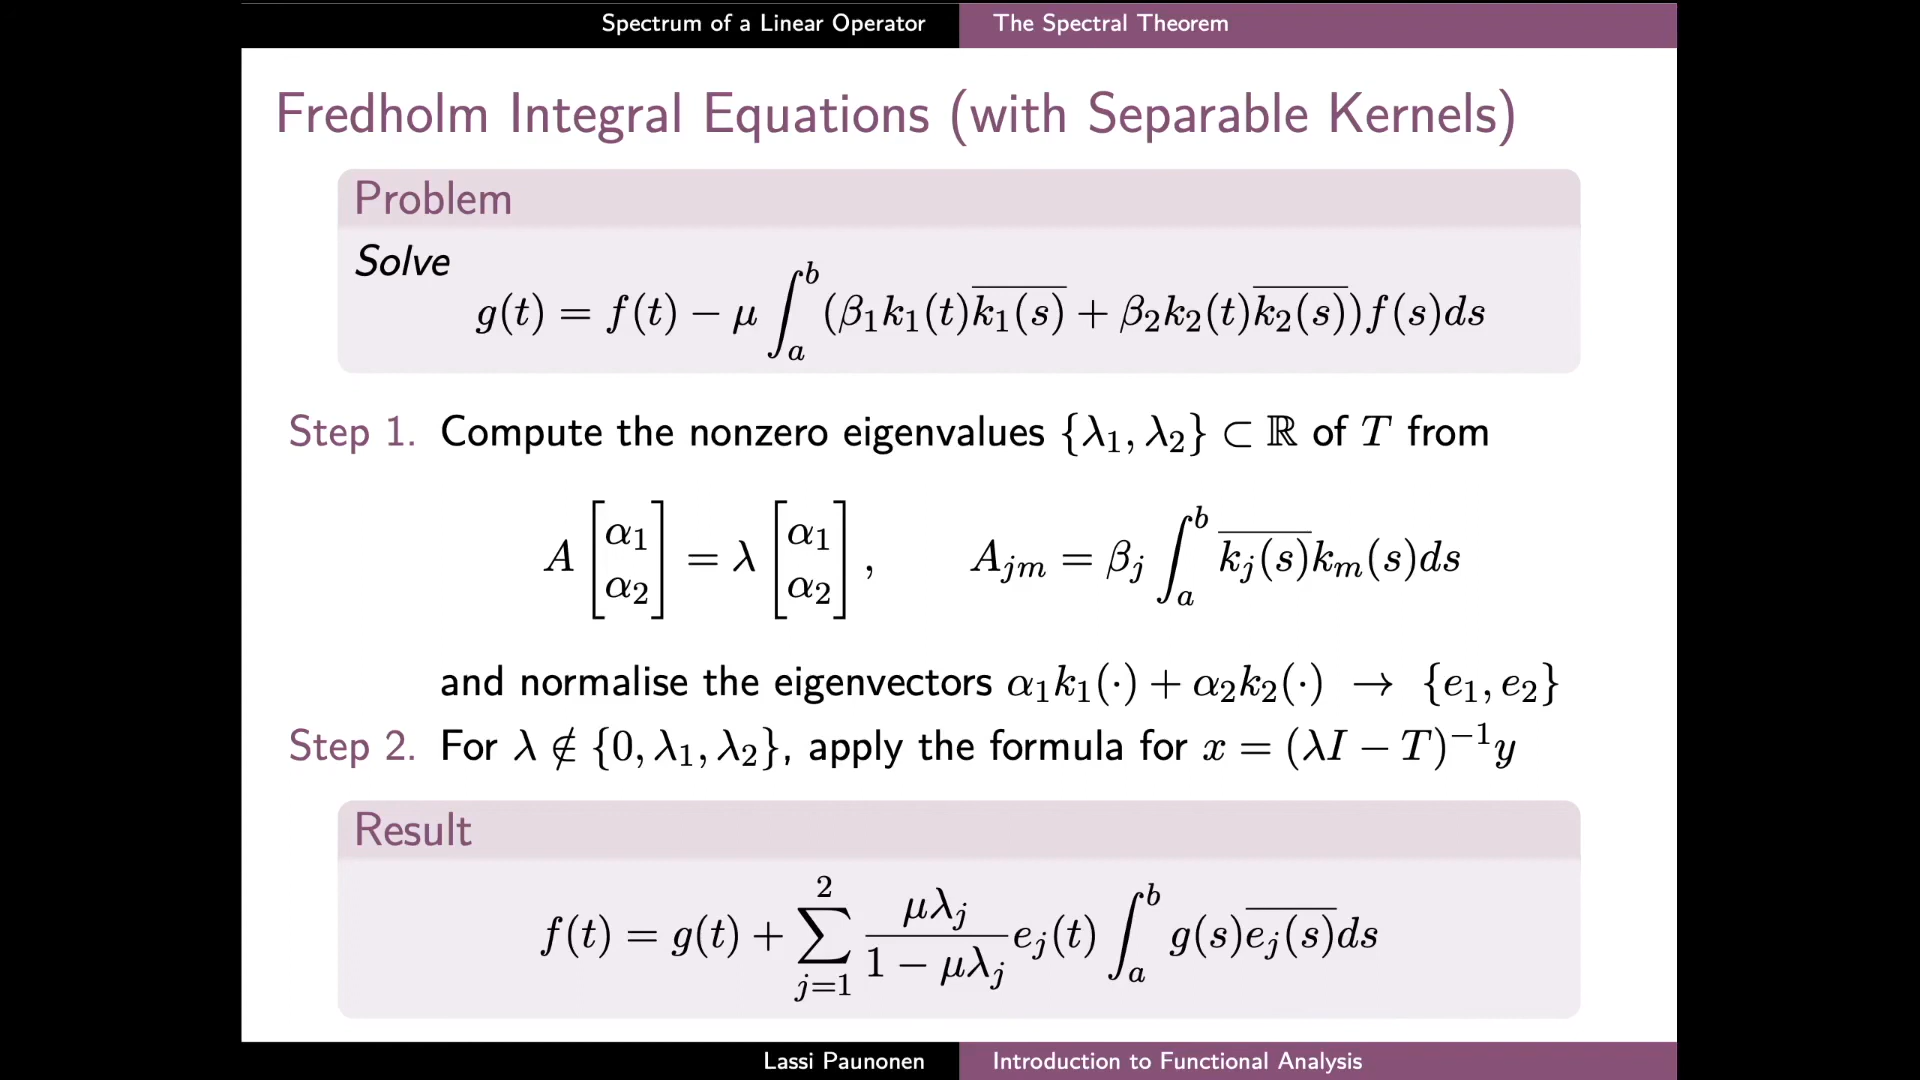 Spectrum of a Linear Operator The Spectral Theorem
Fredholm Integral Equations (with Separable Kernels)
Problem
Solve
g(t) = f(t) − μ ∫_a^b (β₁k₁(t)\overline{k₁(s)} + β₂k₂(t)\overline{k₂(s)})f(s)ds
Step 1. Compute the nonzero eigenvalues {λ₁, λ₂} ⊂ ℝ of T from
A [α₁ α₂] = λ [α₁ α₂], A_{jm} = β_j ∫_a^b \overline{k_j(s)}k_m(s)ds
and normalise the eigenvectors α₁k₁(·) + α₂k₂(·) → {e₁, e₂}
Step 2. For λ ∉ {0, λ₁, λ₂}, apply the formula for x = (λI − T)⁻¹y
Result
f(t) = g(t) + ∑_{j=1}^2 \frac{μλ_j}{1 − μλ_j} e_j(t) ∫_a^b g(s)\overline{e_j(s)}ds
Lassi Paunonen Introduction to Functional Analysis